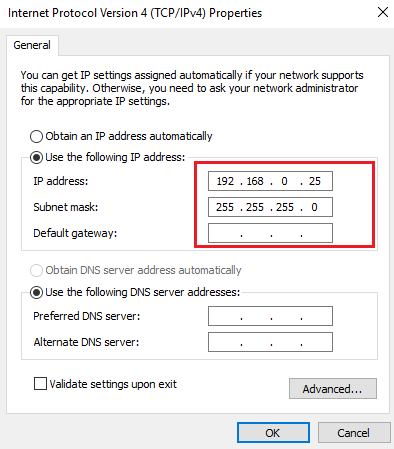 Internet Protocol Version 4 (TCP/IPv4) Properties
General
You can get IP settings assigned automatically if your network supports
this capability. Otherwise, you need to ask your network administrator
for the appropriate IP settings.
Obtain an IP address automatically
Use the following IP address:
IP address: 192 . 168 . 0 . 25
Subnet mask: 255 . 255 . 255 . 0
Default gateway: . . .
Obtain DNS server address automatically
Use the following DNS server addresses:
Preferred DNS server: . . .
Alternate DNS server: . . .
Validate settings upon exit
Advanced...
OK Cancel